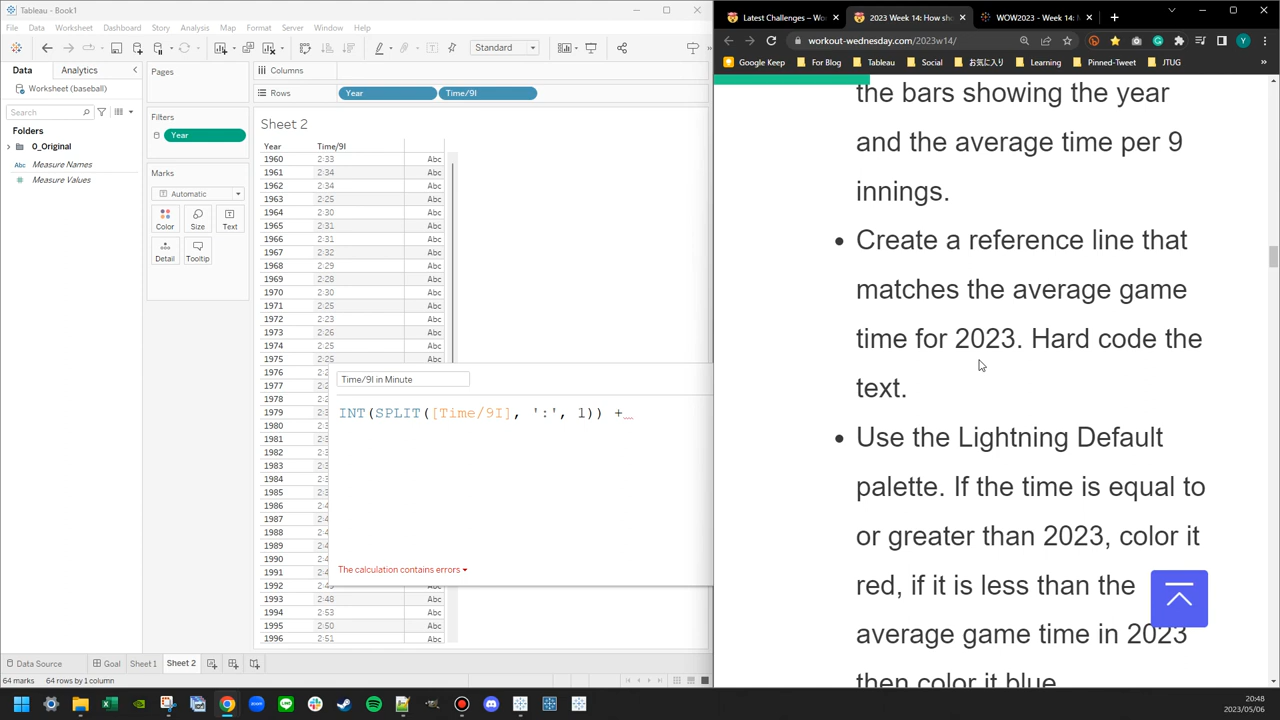 Tableau - Book1
File Data Worksheet Dashboard Story Analysis Map Format Server Window Help
Standard
Data Analytics
Worksheet (baseball)
Search
Folders
0_Original
Abc Measure Names
Measure Values
Pages
Filters
Year
Marks
Automatic
Color Size Text
Detail Tooltip
Columns
Rows Year Time/9I
Sheet 2
Year Time/9I
1960 2:33 Abc
1961 2:34 Abc
1962 2:34 Abc
1963 2:25 Abc
1964 2:30 Abc
1965 2:31 Abc
1966 2:31 Abc
1967 2:32 Abc
1968 2:29 Abc
1969 2:28 Abc
1970 2:30 Abc
1971 2:25 Abc
1972 2:23 Abc
1973 2:26 Abc
1974 2:25 Abc
1975 2:25 Abc
1976
1977
1978
1979
1980
1981
1982
1983
1984
1985
1986
1987
1988
1989
1990
1991
1992
1993 2:48 Abc
1994 2:53 Abc
1995 2:50 Abc
1996 2:51 Abc
Time/9I in Minute
INT(SPLIT([Time/9I], ':', 1)) +
The calculation contains errors
Data Source Goal Sheet 1 Sheet 2
64 marks 64 rows by 1 column
Latest Challenges – Wo
2023 Week 14: How sh
WOW2023 - Week 14:
workout-wednesday.com/2023w14/
Google Keep For Blog Tableau Social お気に入り Learning Pinned-Tweet JTUG
the bars showing the year
and the average time per 9
innings.
Create a reference line that
matches the average game
time for 2023. Hard code the
text.
Use the Lightning Default
palette. If the time is equal to
or greater than 2023, color it
red, if it is less than the
average game time in 2023
then color it blue
20:48
2023/05/06